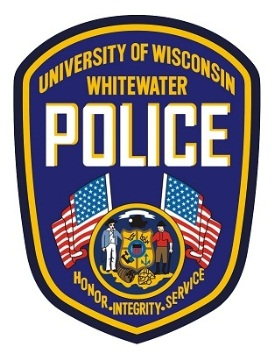 UNIVERSITY OF WISCONSIN
WHITEWATER
POLICE
HONOR•INTEGRITY•SERVICE